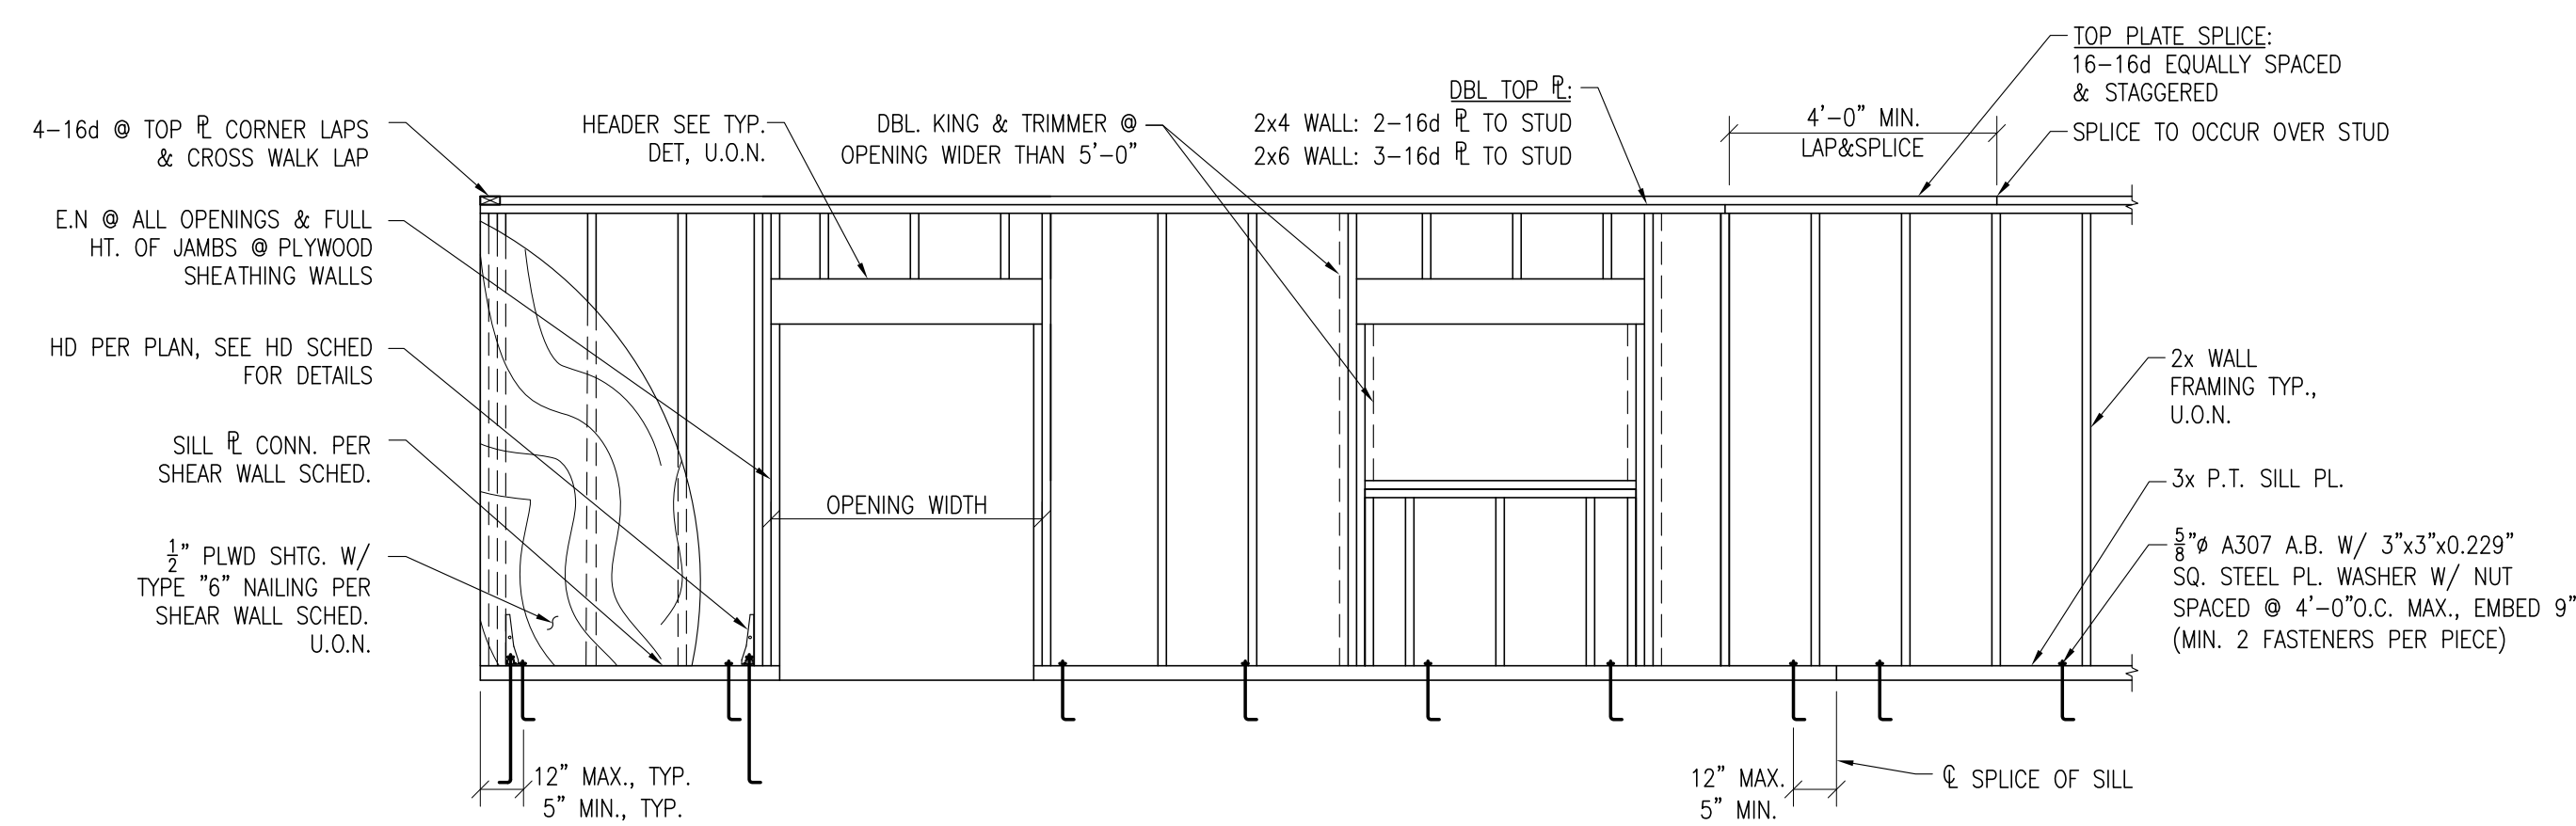 4-16d @ TOP ⅊ CORNER LAPS
& CROSS WALK LAP
E.N @ ALL OPENINGS & FULL
HT. OF JAMBS @ PLYWOOD
SHEATHING WALLS
HD PER PLAN, SEE HD SCHED
FOR DETAILS
SILL ⅊ CONN. PER
SHEAR WALL SCHED.
1/2" PLWD SHTG. W/
TYPE "6" NAILING PER
SHEAR WALL SCHED.
U.O.N.
HEADER SEE TYP.
DET, U.O.N.
DBL. KING & TRIMMER @
OPENING WIDER THAN 5'-0"
DBL TOP ⅊:
2x4 WALL: 2-16d ⅊ TO STUD
2x6 WALL: 3-16d ⅊ TO STUD
4'-0" MIN.
LAP&SPLICE
TOP PLATE SPLICE:
16-16d EQUALLY SPACED
& STAGGERED
SPLICE TO OCCUR OVER STUD
OPENING WIDTH
2x WALL
FRAMING TYP.,
U.O.N.
3x P.T. SILL PL.
5/8"ø A307 A.B. W/ 3"x3"x0.229"
SQ. STEEL PL. WASHER W/ NUT
SPACED @ 4'-0"O.C. MAX., EMBED 9"
(MIN. 2 FASTENERS PER PIECE)
12" MAX., TYP.
5" MIN., TYP.
12" MAX.
5" MIN.
℄ SPLICE OF SILL